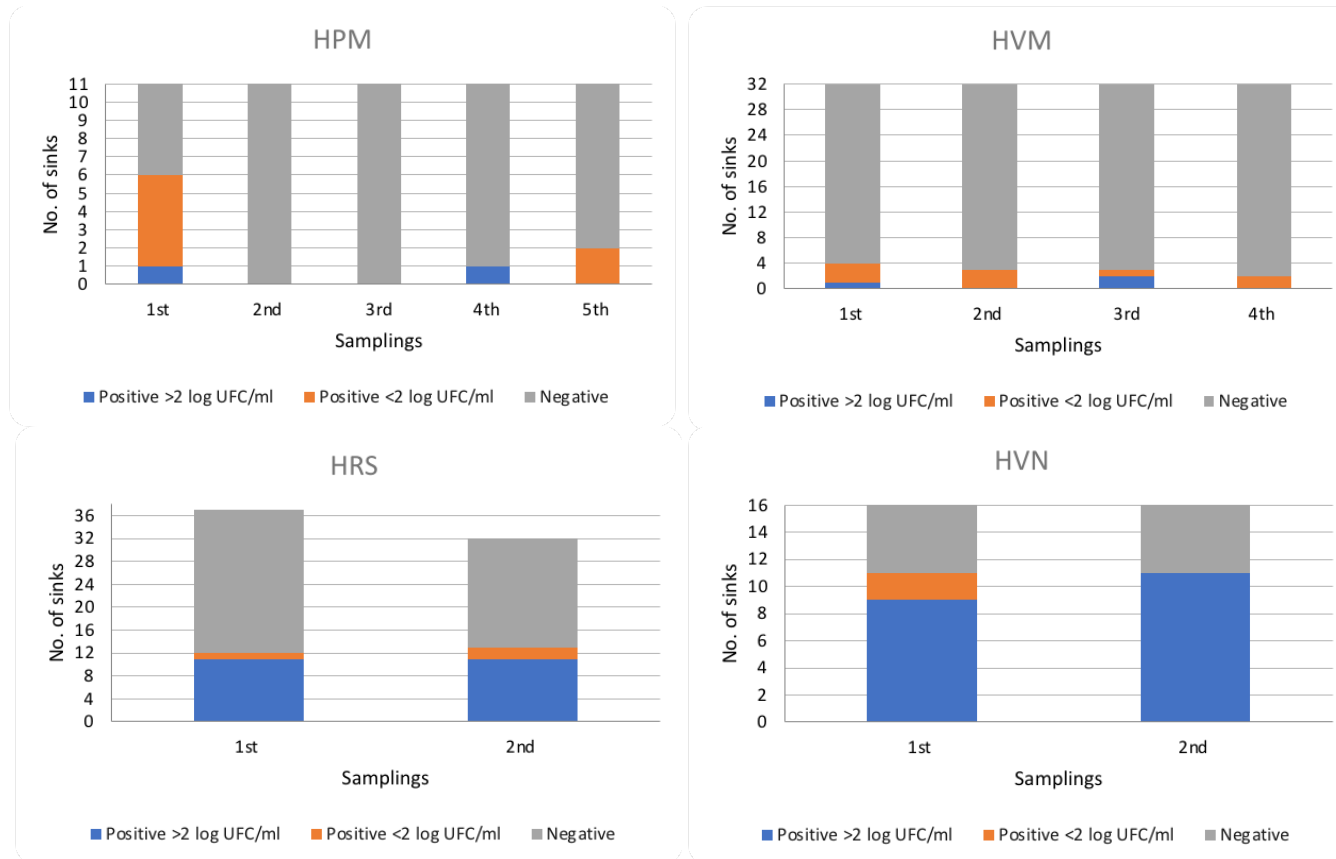 HPM
No. of sinks
11
10
9
8
7
6
5
4
3
2
1
0
1st 2nd 3rd 4th 5th
Samplings
Positive >2 log UFC/ml Positive <2 log UFC/ml Negative
HVM
No. of sinks
32
28
24
20
16
12
8
4
0
1st 2nd 3rd 4th
Samplings
Positive >2 log UFC/ml Positive <2 log UFC/ml Negative
HRS
No. of sinks
36
32
28
24
20
16
12
8
4
0
1st 2nd
Samplings
Positive >2 log UFC/ml Positive <2 log UFC/ml Negative
HVN
No. of sinks
16
14
12
10
8
6
4
2
0
1st 2nd
Samplings
Positive >2 log UFC/ml Positive <2 log UFC/ml Negative